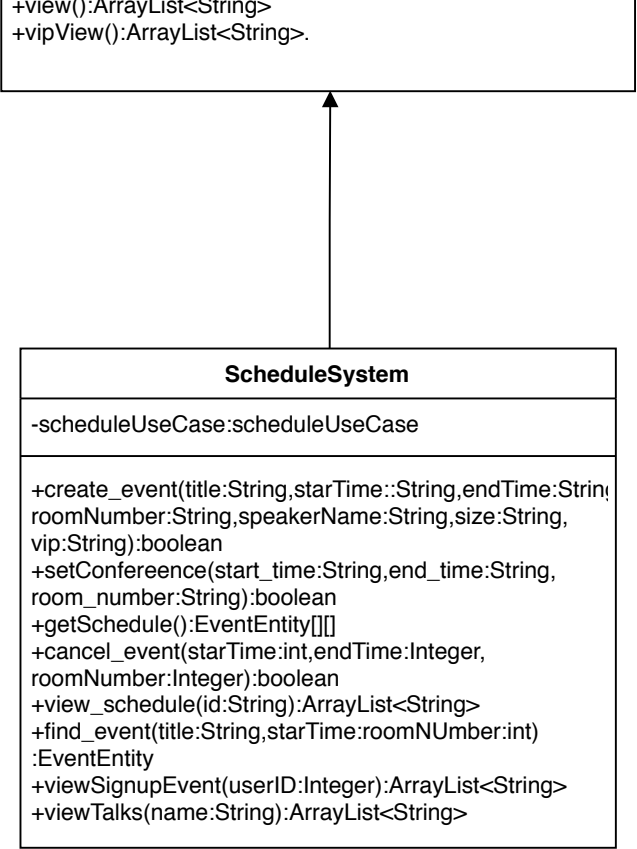 +view():ArrayList<String>
+vipView():ArrayList<String>.
ScheduleSystem
-scheduleUseCase:scheduleUseCase
+create_event(title:String,starTime::String,endTime:String
roomNumber:String,speakerName:String,size:String,
vip:String):boolean
+setConfereence(start_time:String,end_time:String,
room_number:String):boolean
+getSchedule():EventEntity[][]
+cancel_event(starTime:int,endTime:Integer,
roomNumber:Integer):boolean
+view_schedule(id:String):ArrayList<String>
+find_event(title:String,starTime:roomNUmber:int)
:EventEntity
+viewSignupEvent(userID:Integer):ArrayList<String>
+viewTalks(name:String):ArrayList<String>